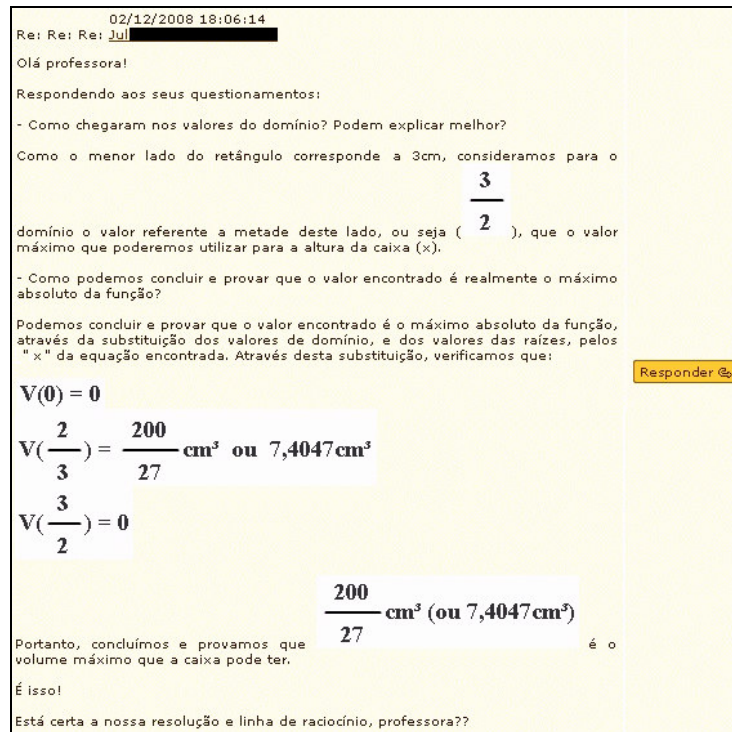 02/12/2008 18:06:14
Re: Re: Re: Jul
Olá professora!
Respondendo aos seus questionamentos:
- Como chegaram nos valores do domínio? Podem explicar melhor?
Como o menor lado do retângulo corresponde a 3cm, consideramos para o
domínio o valor referente a metade deste lado, ou seja ( 3/2 ), que o valor
máximo que poderemos utilizar para a altura da caixa (x).
- Como podemos concluir e provar que o valor encontrado é realmente o máximo
absoluto da função?
Podemos concluir e provar que o valor encontrado é o máximo absoluto da função,
através da substituição dos valores de domínio, e dos valores das raízes, pelos
"x" da equação encontrada. Através desta substituição, verificamos que:
Responder
V(0) = 0
V(2/3) = 200/27 cm³ ou 7,4047cm³
V(3/2) = 0
Portanto, concluímos e provamos que 200/27 cm³ (ou 7,4047cm³) é o
volume máximo que a caixa pode ter.
É isso!
Está certa a nossa resolução e linha de raciocínio, professora??